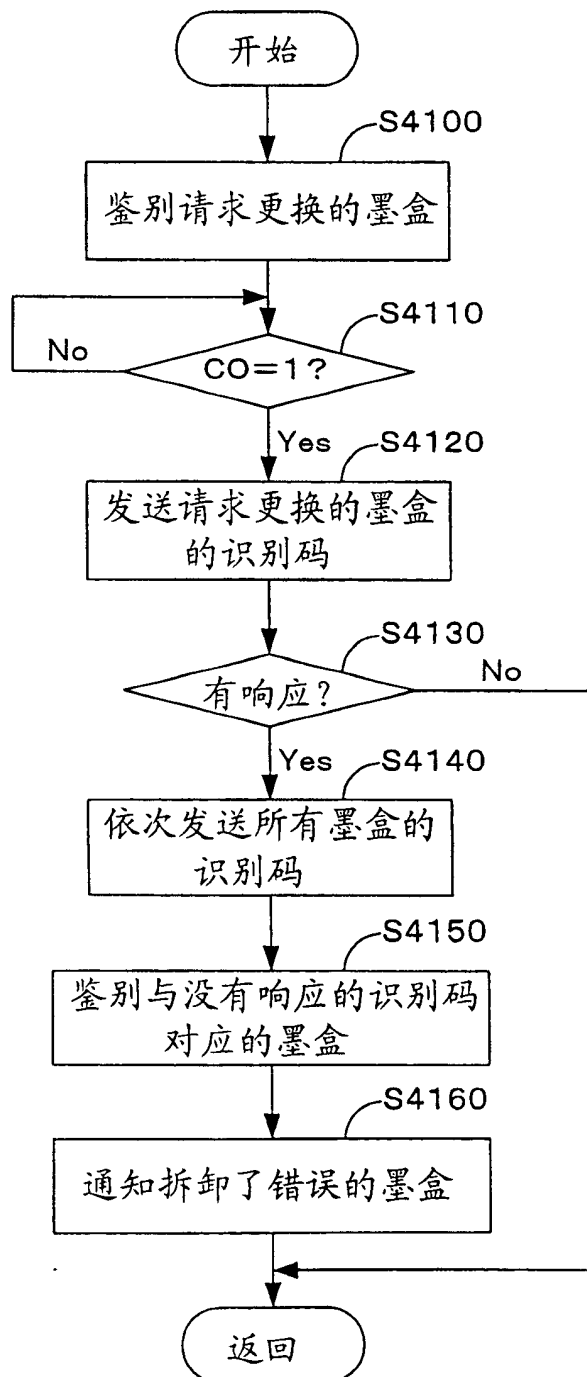 开始
S4100
鉴别请求更换的墨盒
S4110
No
CO=1?
Yes
S4120
发送请求更换的墨盒
的识别码
S4130
No
有响应?
Yes
S4140
依次发送所有墨盒的
识别码
S4150
鉴别与没有响应的识别码
对应的墨盒
S4160
通知拆卸了错误的墨盒
返回